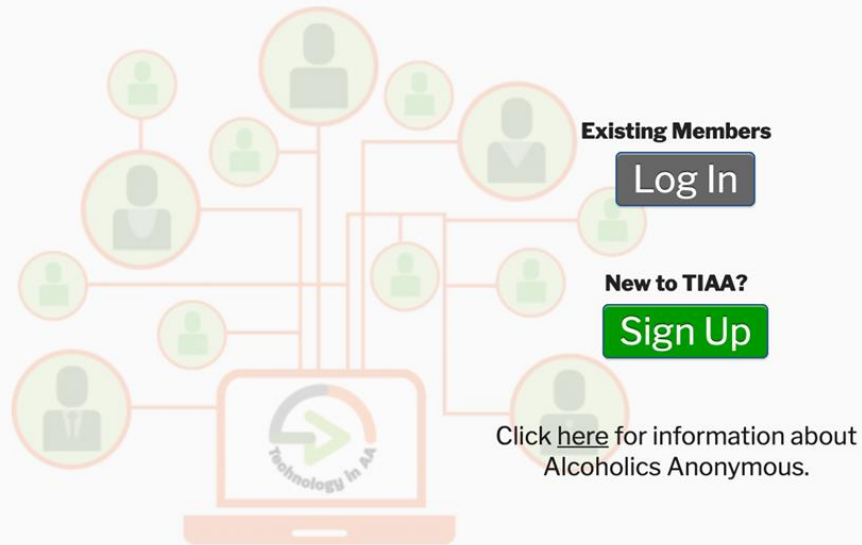 Existing Members
Log In
New to TIAA?
Sign Up
Technology in AA
Click here for information about
Alcoholics Anonymous.